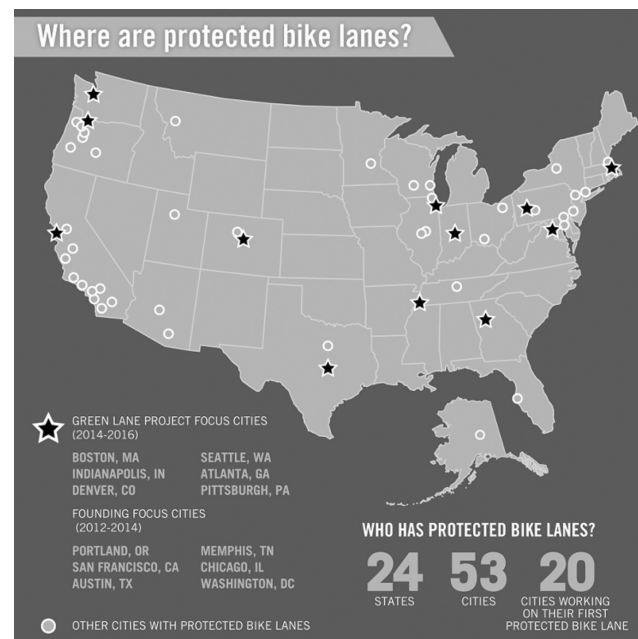 Where are protected bike lanes?
GREEN LANE PROJECT FOCUS CITIES
(2014-2016)
BOSTON, MA SEATTLE, WA
INDIANAPOLIS, IN ATLANTA, GA
DENVER, CO PITTSBURGH, PA
FOUNDING FOCUS CITIES
(2012-2014)
PORTLAND, OR MEMPHIS, TN
SAN FRANCISCO, CA CHICAGO, IL
AUSTIN, TX WASHINGTON, DC
OTHER CITIES WITH PROTECTED BIKE LANES
WHO HAS PROTECTED BIKE LANES?
24 53 20
STATES CITIES CITIES WORKING
ON THEIR FIRST
PROTECTED BIKE LANE